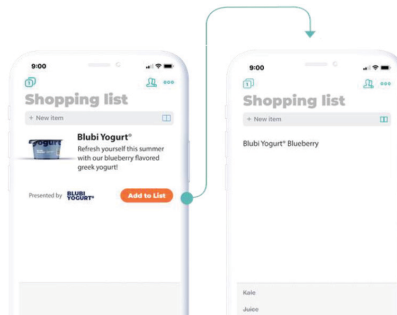 9:00
Shopping list
+ New item
yogurt
Blubi Yogurt®
Refresh yourself this summer
with our blueberry flavored
greek yogurt!
Presented by
BLUBI
YOGURT®
Add to List
9:00
Shopping list
+ New item
Blubi Yogurt® Blueberry
Kale
Juice